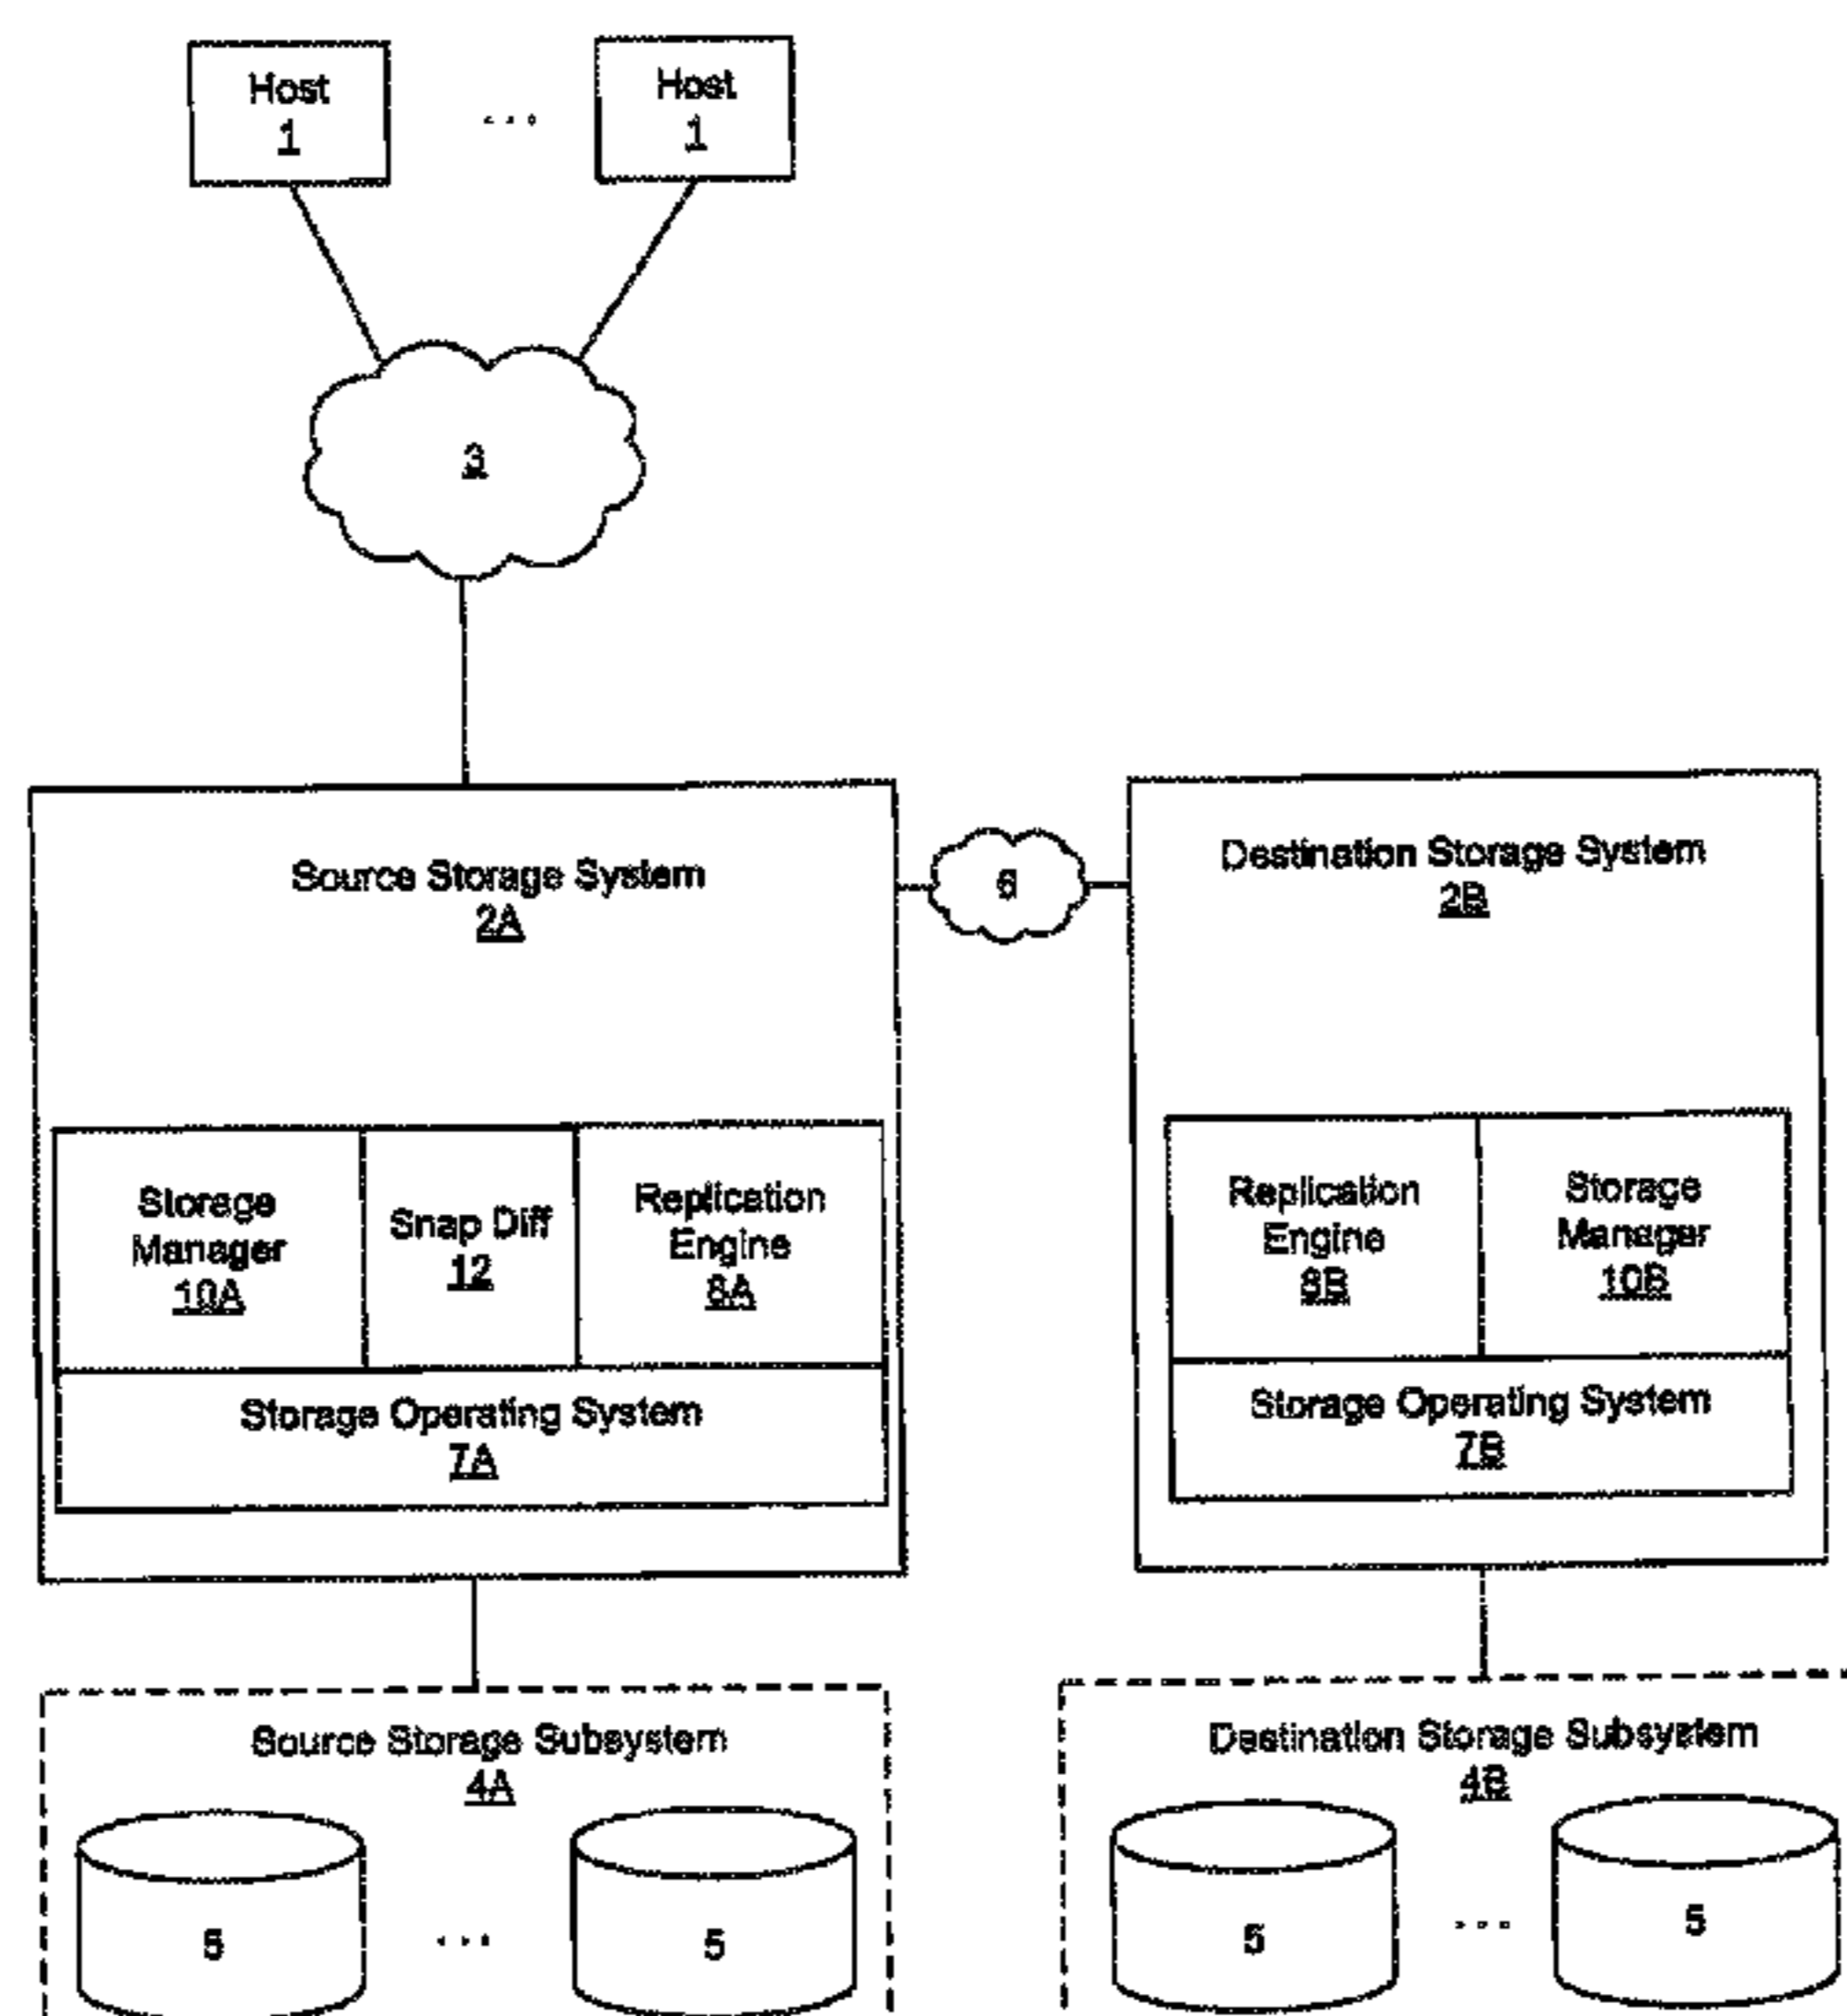 Host
1
...
Host
1
3
Source Storage System
2A
6
Destination Storage System
2B
Storage
Manager
10A
Snap Diff
12
Replication
Engine
8A
Storage Operating System
7A
Replication
Engine
8B
Storage
Manager
10B
Storage Operating System
7B
Source Storage Subsystem
4A
5
...
5
Destination Storage Subsystem
4B
5
...
5